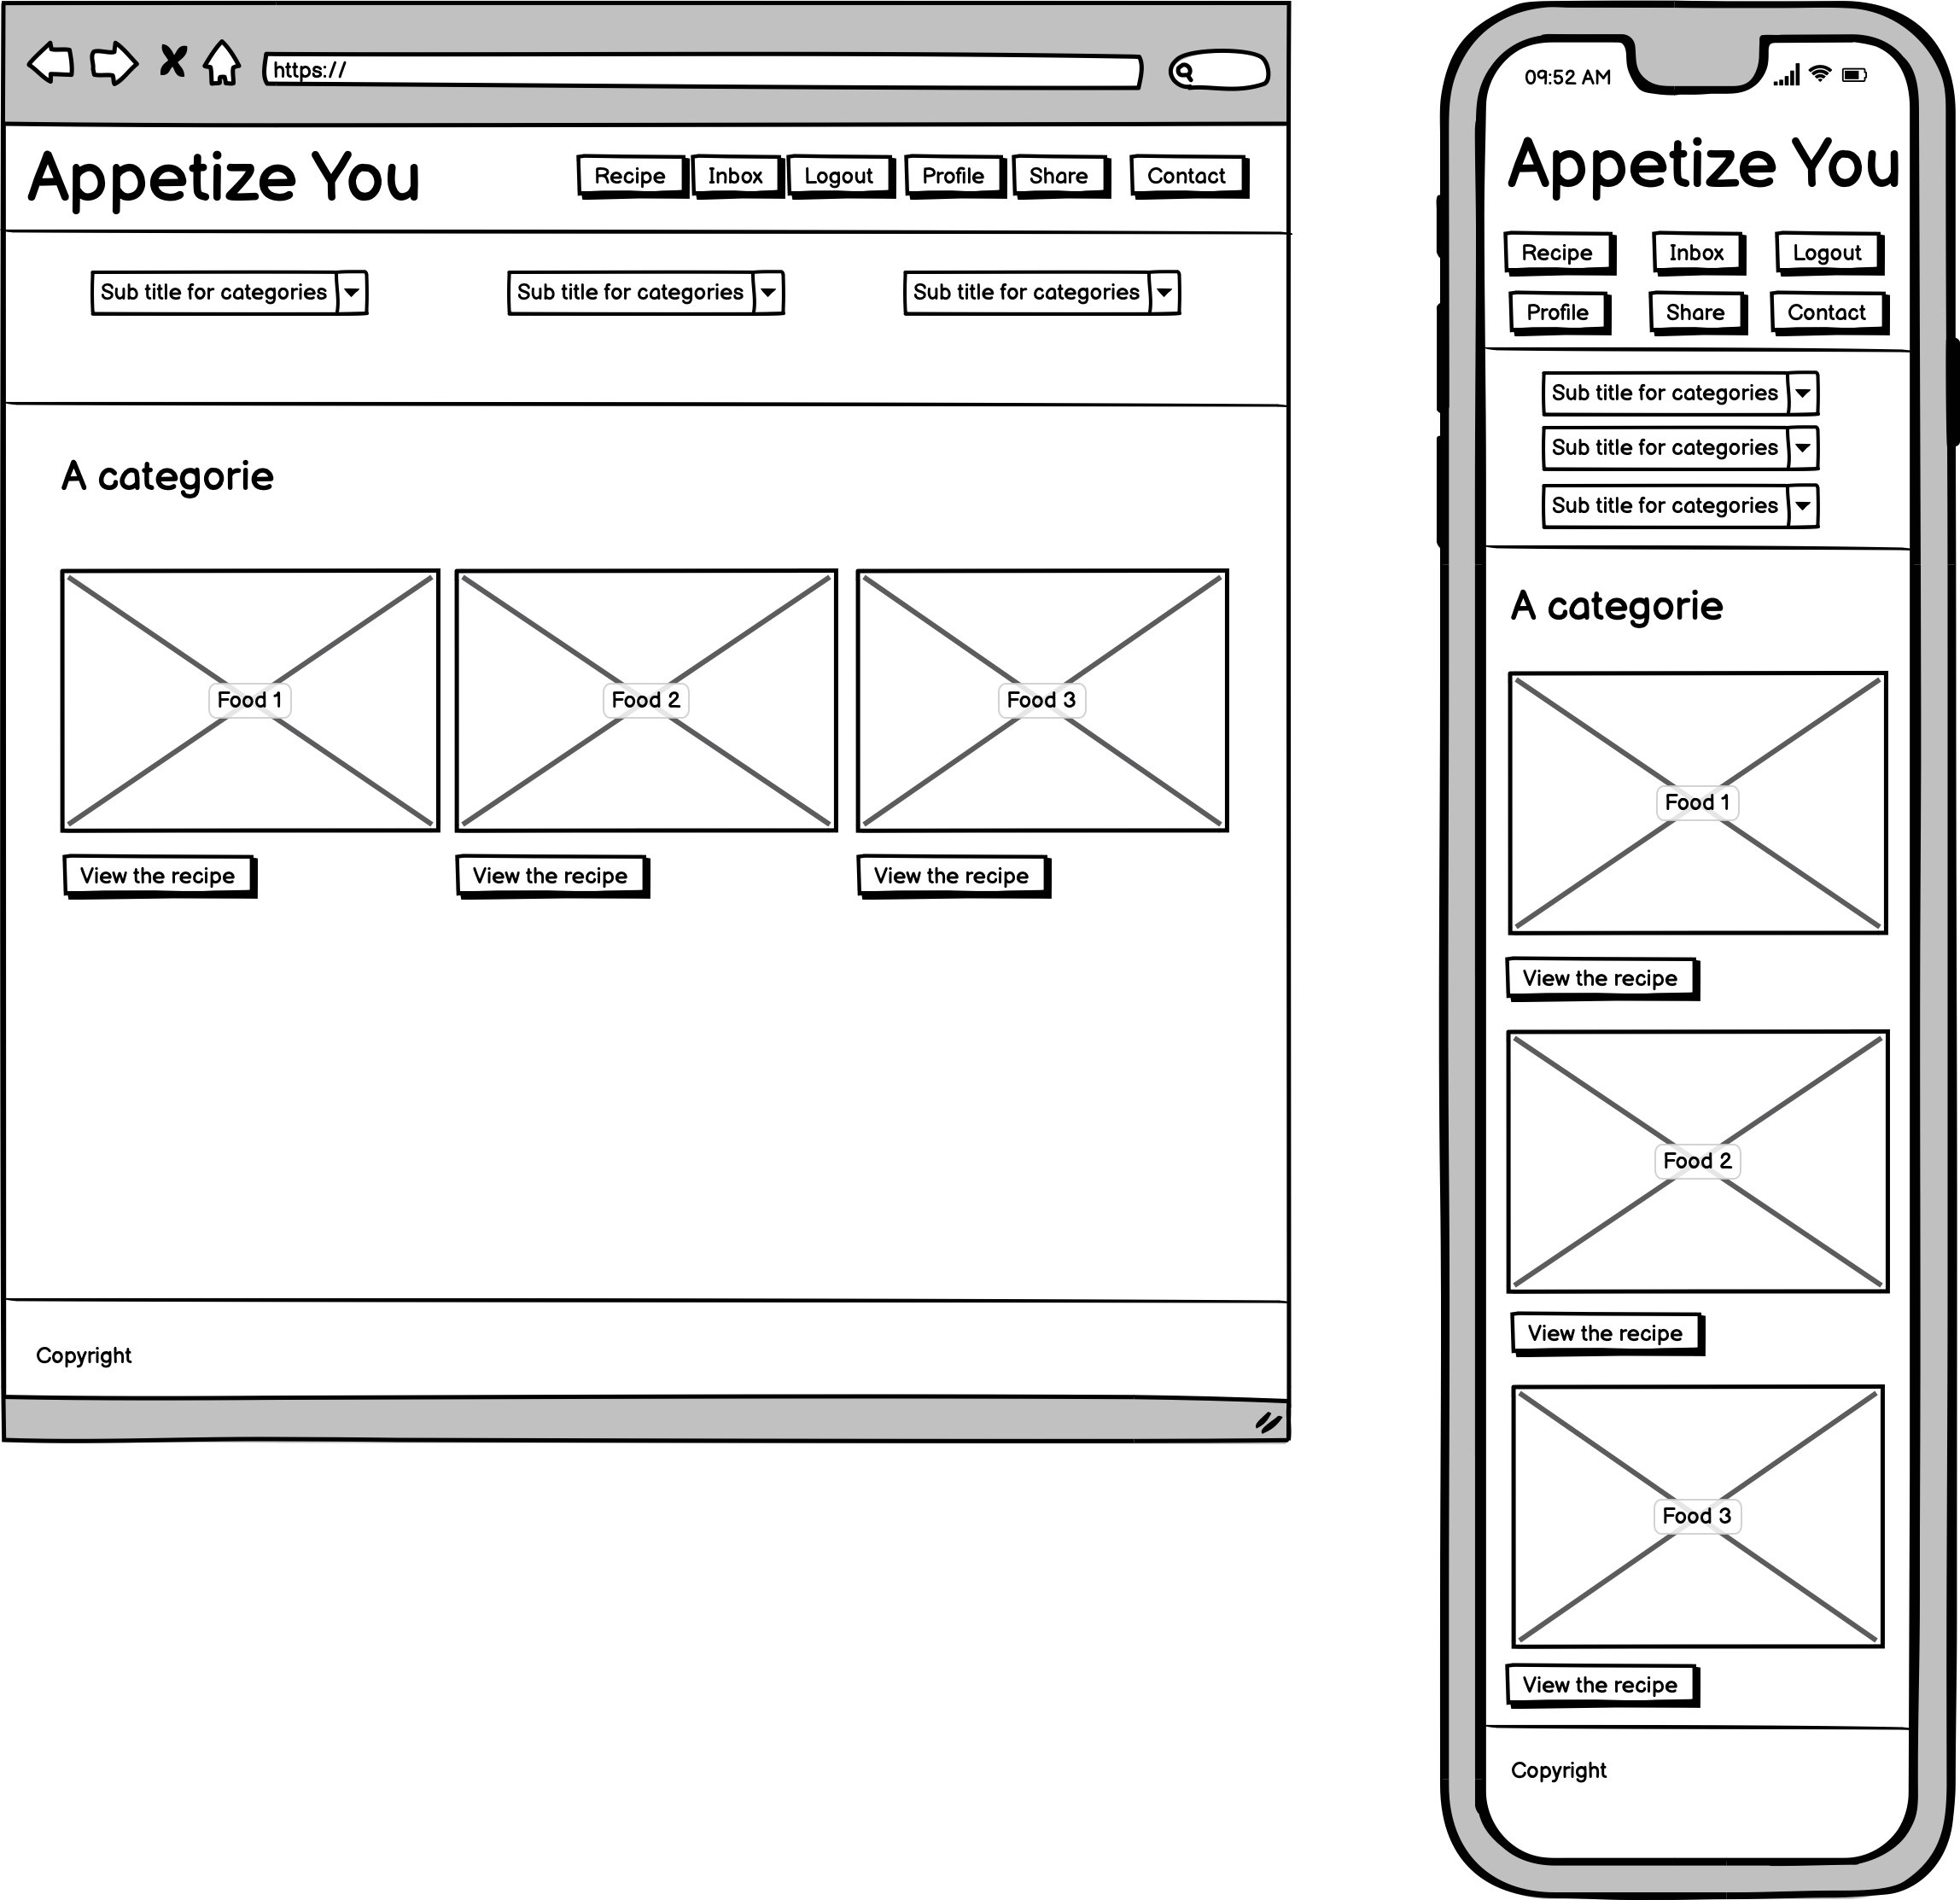 https://
Appetize You
Recipe Inbox Logout Profile Share Contact
Sub title for categories Sub title for categories Sub title for categories
A categorie
Food 1 Food 2 Food 3
View the recipe View the recipe View the recipe
Copyright
09:52 AM
Appetize You
Recipe Inbox Logout
Profile Share Contact
Sub title for categories
Sub title for categories
Sub title for categories
A categorie
Food 1
View the recipe
Food 2
View the recipe
Food 3
View the recipe
Copyright